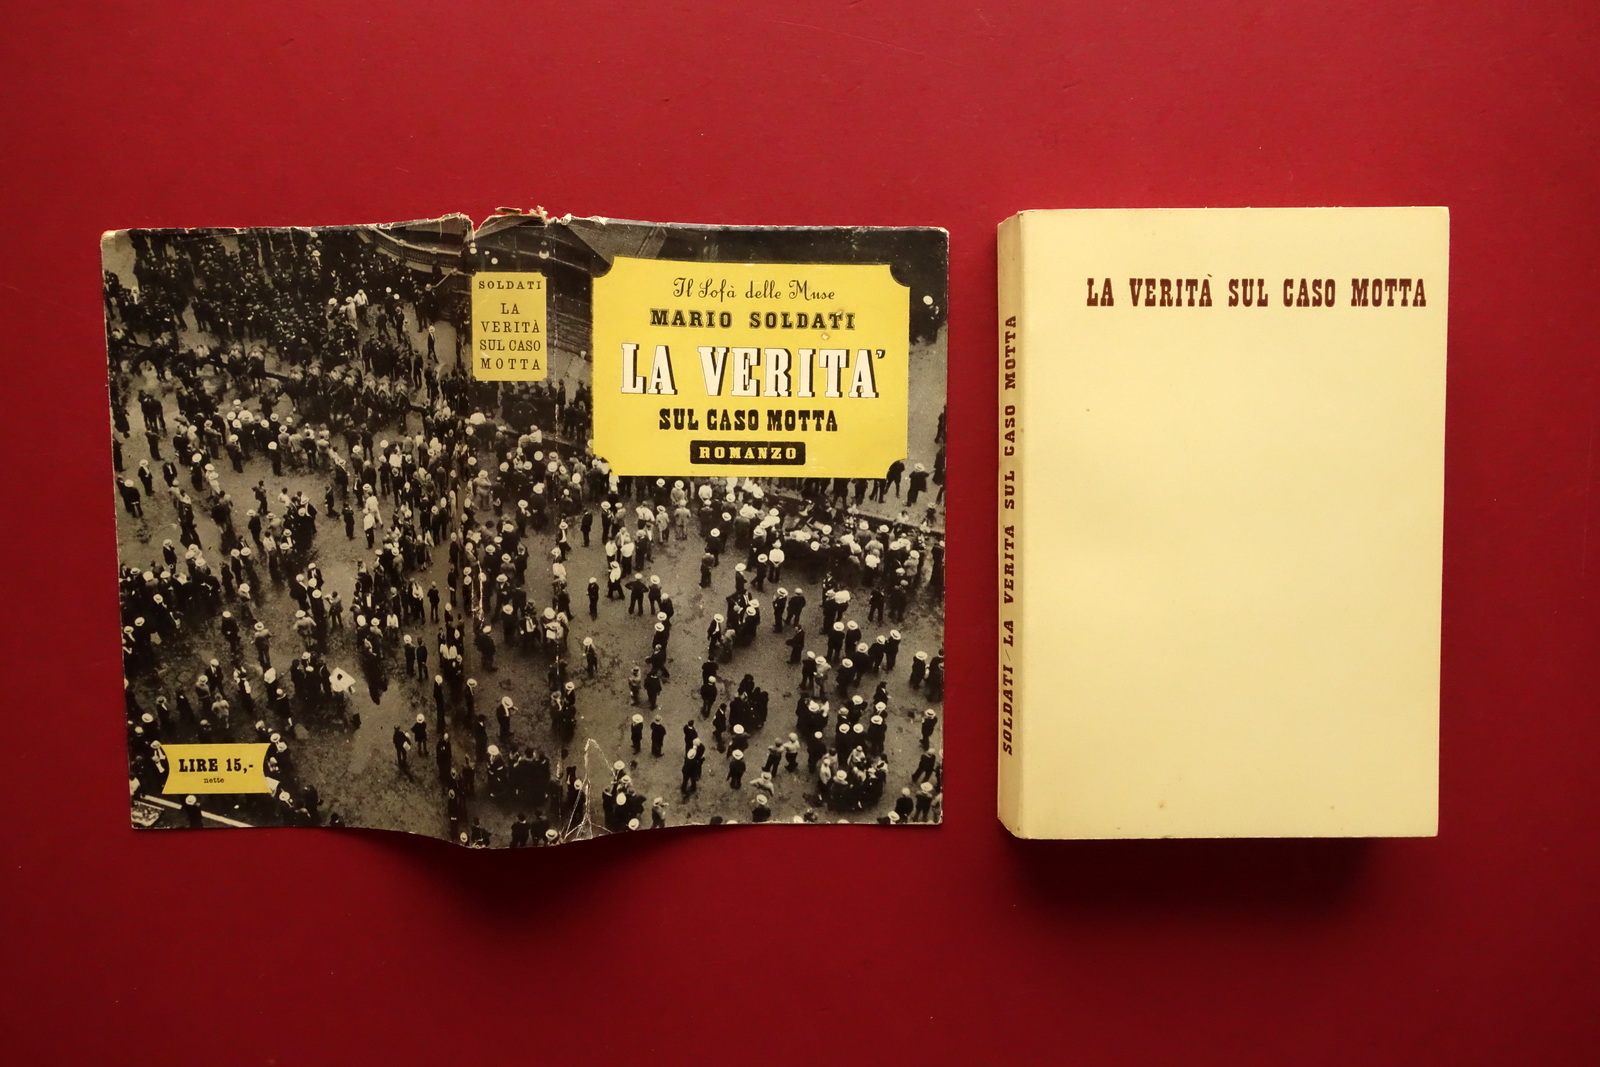 SOLDATI
LA
VERITÀ
SUL CASO
MOTTA
Il Sofà delle Muse
MARIO SOLDATI
LA VERITA'
SUL CASO MOTTA
ROMANZO
LIRE 15,-
nette
SOLDATI / LA VERITÀ SUL CASO MOTTA
LA VERITÀ SUL CASO MOTTA